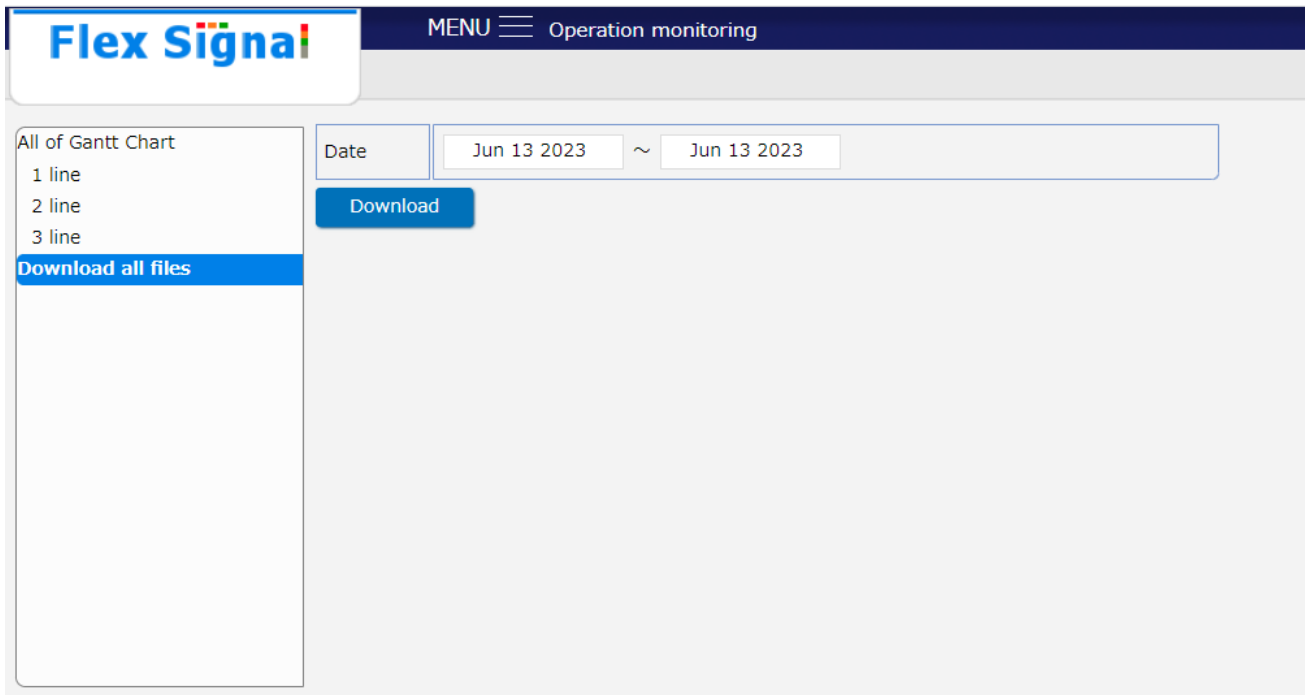 Flex Signal
MENU Operation monitoring
All of Gantt Chart
1 line
2 line
3 line
Download all files
Date Jun 13 2023 ~ Jun 13 2023
Download